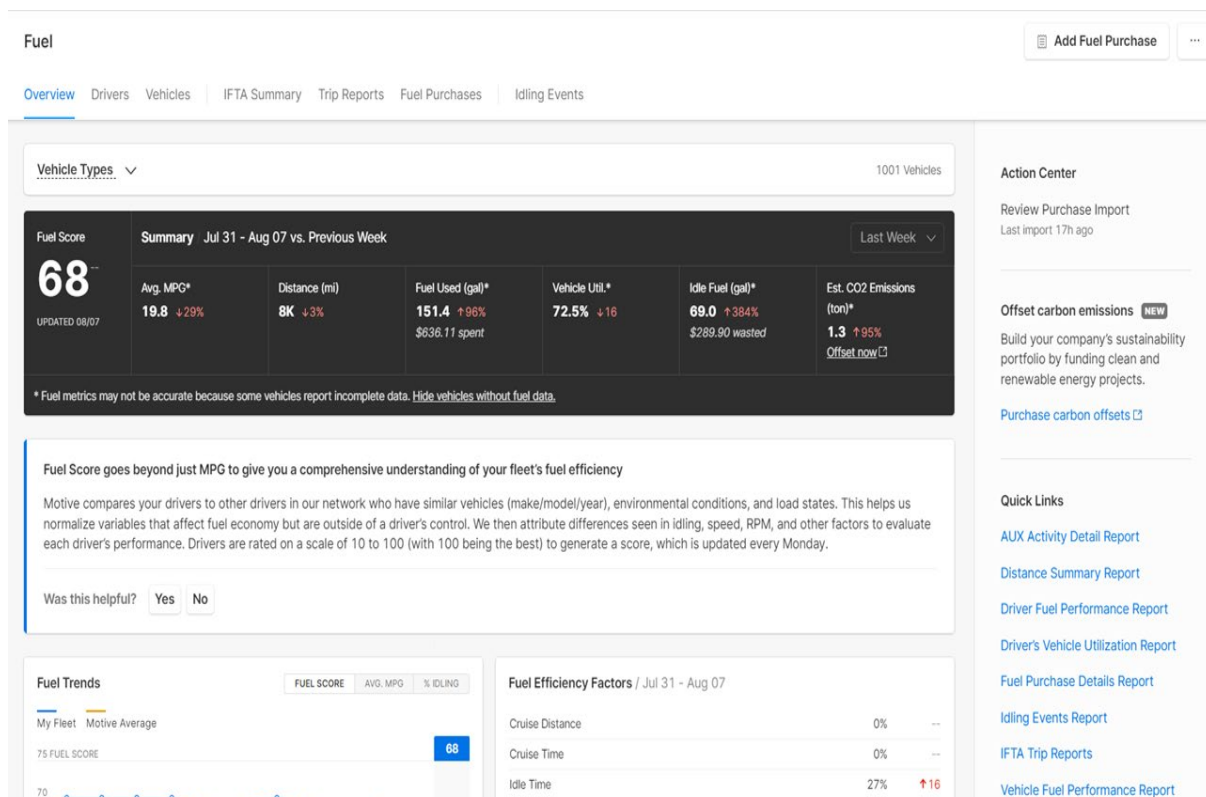 Fuel
Add Fuel Purchase
...
Overview Drivers Vehicles IFTA Summary Trip Reports Fuel Purchases Idling Events
Vehicle Types
1001 Vehicles
Fuel Score
68 --
UPDATED 08/07
Summary / Jul 31 - Aug 07 vs. Previous Week
Last Week
Avg. MPG*
19.8 ↓29%
Distance (mi)
8K ↓3%
Fuel Used (gal)*
151.4 ↑96%
$636.11 spent
Vehicle Util.*
72.5% ↓16
Idle Fuel (gal)*
69.0 ↑384%
$289.90 wasted
Est. CO2 Emissions
(ton)*
1.3 ↑95%
Offset now
* Fuel metrics may not be accurate because some vehicles report incomplete data. Hide vehicles without fuel data.
Fuel Score goes beyond just MPG to give you a comprehensive understanding of your fleet's fuel efficiency
Motive compares your drivers to other drivers in our network who have similar vehicles (make/model/year), environmental conditions, and load states. This helps us
normalize variables that affect fuel economy but are outside of a driver's control. We then attribute differences seen in idling, speed, RPM, and other factors to evaluate
each driver's performance. Drivers are rated on a scale of 10 to 100 (with 100 being the best) to generate a score, which is updated every Monday.
Was this helpful? Yes No
Fuel Trends
FUEL SCORE AVG. MPG % IDLING
My Fleet Motive Average
75 FUEL SCORE
68
70
Fuel Efficiency Factors / Jul 31 - Aug 07
Cruise Distance 0% --
Cruise Time 0% --
Idle Time 27% ↑16
Action Center
Review Purchase Import
Last import 17h ago
Offset carbon emissions NEW
Build your company's sustainability
portfolio by funding clean and
renewable energy projects.
Purchase carbon offsets
Quick Links
AUX Activity Detail Report
Distance Summary Report
Driver Fuel Performance Report
Driver's Vehicle Utilization Report
Fuel Purchase Details Report
Idling Events Report
IFTA Trip Reports
Vehicle Fuel Performance Report